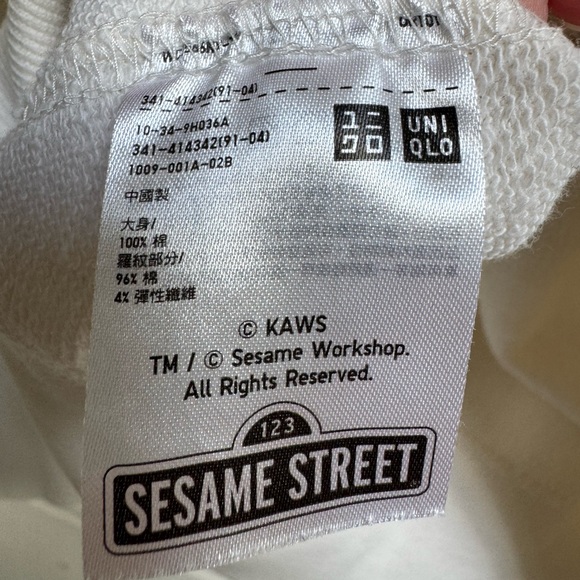 341-414342(91-04)
10-34-9H036A
341-414342(91-04)
1009-001A-02B
ユニ
クロ
UNI
QLO
中國製
大身/
100% 棉
羅紋部分/
96% 棉
4% 彈性纖維
© KAWS
TM / © Sesame Workshop.
All Rights Reserved.
123
SESAME STREET